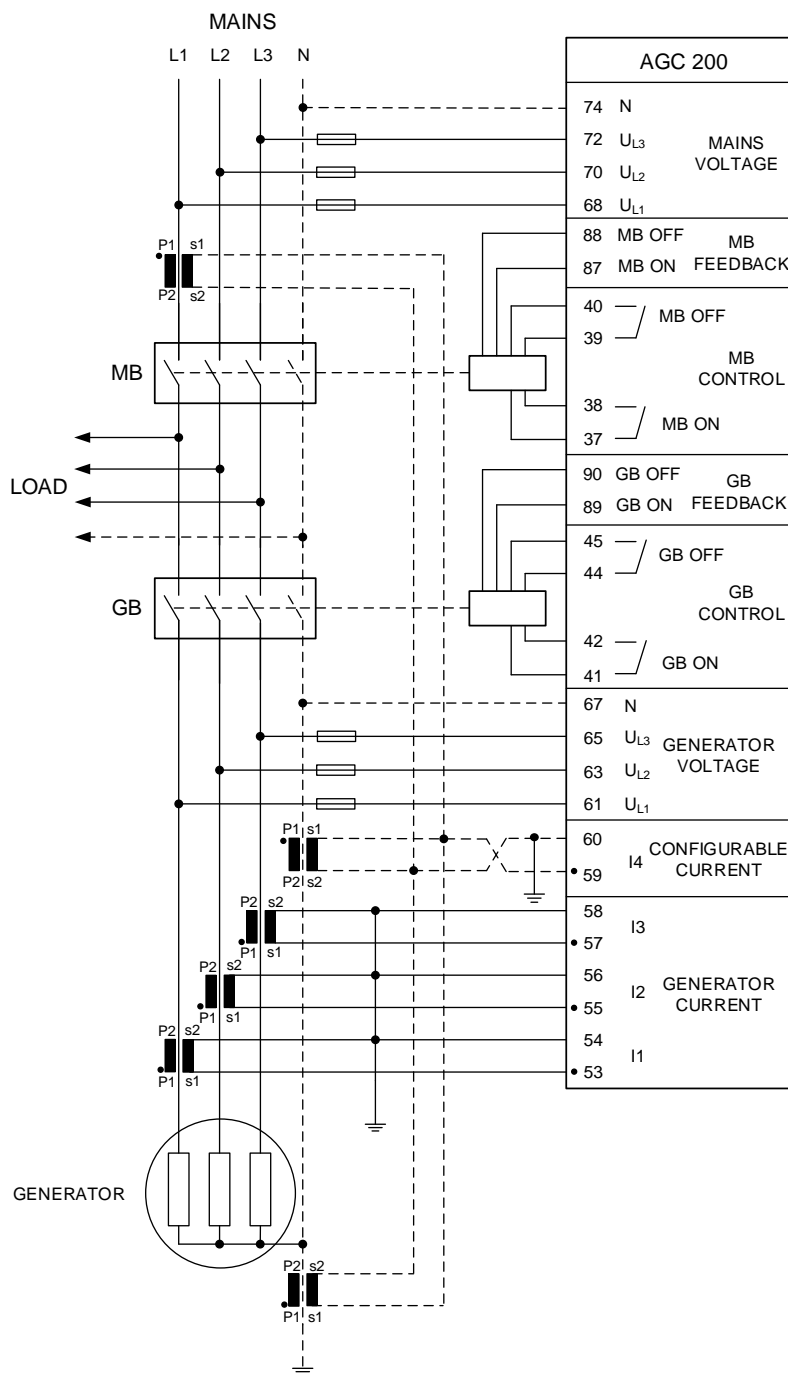 MAINS
L1 L2 L3 N
AGC 200
74 N
72 UL3
70 UL2
68 UL1
MAINS
VOLTAGE
P1 s1
P2 s2
88 MB OFF
87 MB ON
MB
FEEDBACK
40
39
MB OFF
MB
CONTROL
38
37
MB ON
MB
LOAD
90 GB OFF
89 GB ON
GB
FEEDBACK
45
44
GB OFF
GB
CONTROL
42
41
GB ON
GB
67 N
65 UL3
63 UL2
61 UL1
GENERATOR
VOLTAGE
P1 s1
P2 s2
60
59
I4
CONFIGURABLE
CURRENT
P2 s2
P1 s1
58
57
I3
P2 s2
P1 s1
56
55
I2
GENERATOR
CURRENT
P2 s2
P1 s1
54
53
I1
GENERATOR
P2 s2
P1 s1